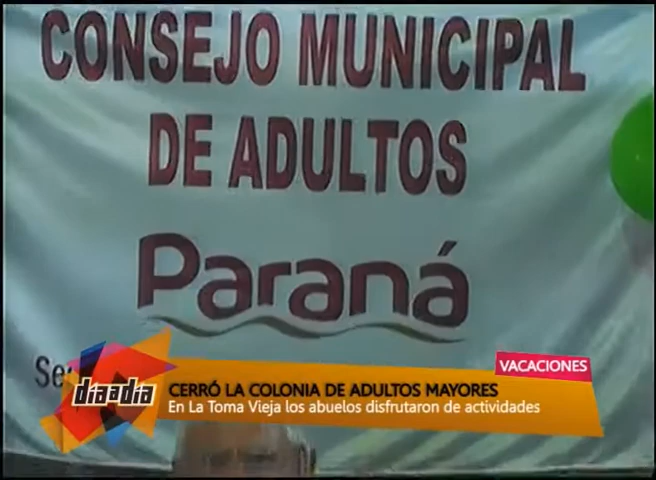 CONSEJO MUNICIPAL
DE ADULTOS
Paraná
VACACIONES
díaadía
CERRÓ LA COLONIA DE ADULTOS MAYORES
En La Toma Vieja los abuelos disfrutaron de actividades